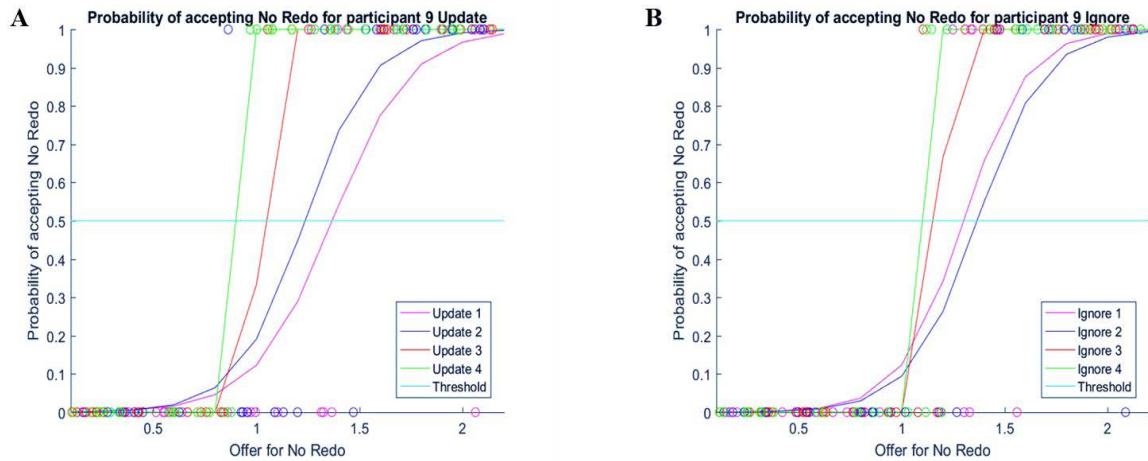 A
Probability of accepting No Redo for participant 9 Update
1
0.9
0.8
0.7
0.6
0.5
0.4
0.3
0.2
0.1
0
Probability of accepting No Redo
0.5
1
1.5
2
Offer for No Redo
Update 1
Update 2
Update 3
Update 4
Threshold
B
Probability of accepting No Redo for participant 9 Ignore
1
0.9
0.8
0.7
0.6
0.5
0.4
0.3
0.2
0.1
0
Probability of accepting No Redo
0.5
1
1.5
2
Offer for No Redo
Ignore 1
Ignore 2
Ignore 3
Ignore 4
Threshold